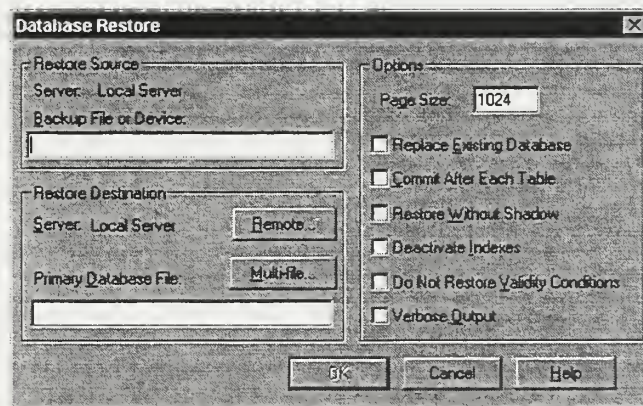 Database Restore
Restore Source
Server: Local Server
Backup File or Device:
Restore Destination
Server: Local Server
Remote...
Primary Database File:
Multi-file...
Options
Page Size: 1024
Replace Existing Database
Commit After Each Table
Restore Without Shadow
Deactivate Indexes
Do Not Restore Validity Conditions
Verbose Output
OK
Cancel
Help